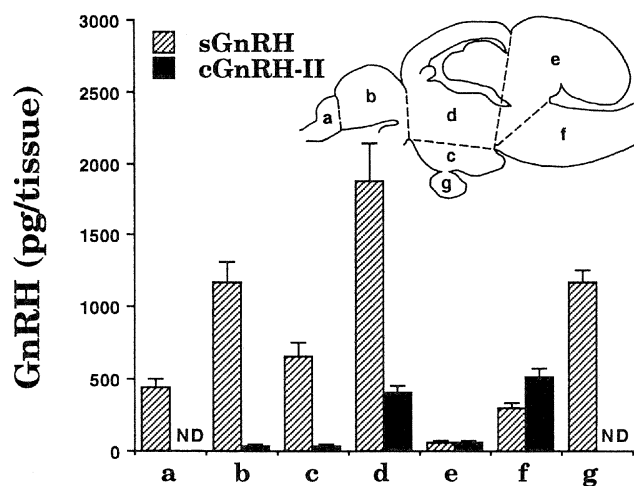 3000
2500
2000
1500
1000
500
0
GnRH (pg/tissue)
sGnRH
cGnRH-II
a
b
c
d
e
f
g
ND
ND
a b c d e f g